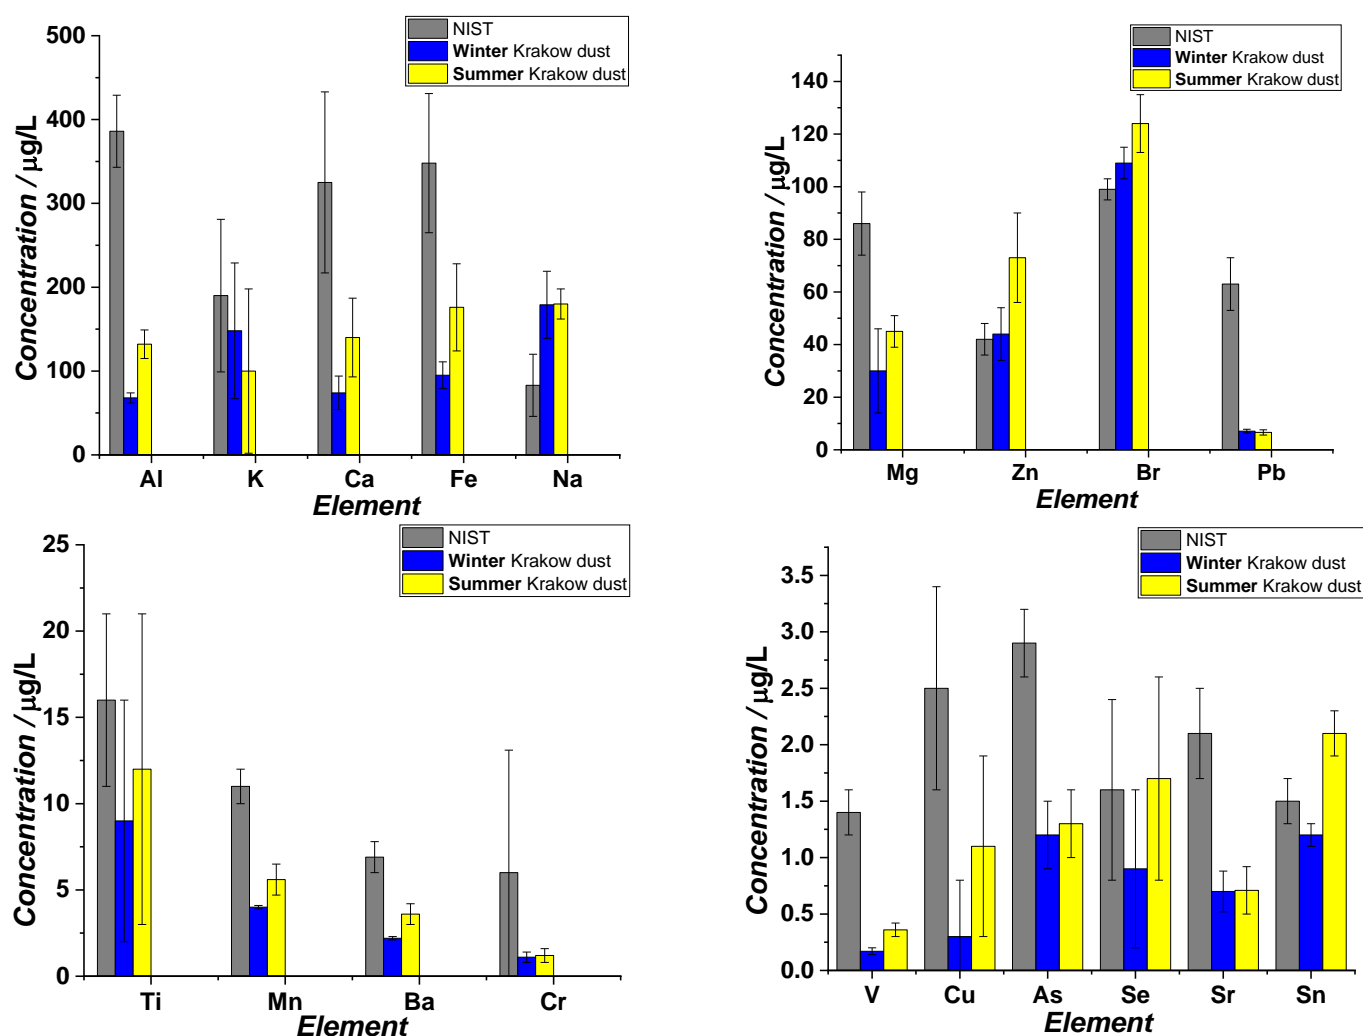 NIST
Winter Krakow dust
Summer Krakow dust
500
400
300
200
100
0
Concentration / µg/L
Al K Ca Fe Na
Element
NIST
Winter Krakow dust
Summer Krakow dust
140
120
100
80
60
40
20
0
Concentration / µg/L
Mg Zn Br Pb
Element
NIST
Winter Krakow dust
Summer Krakow dust
25
20
15
10
5
0
Concentration / µg/L
Ti Mn Ba Cr
Element
NIST
Winter Krakow dust
Summer Krakow dust
3.5
3.0
2.5
2.0
1.5
1.0
0.5
0.0
Concentration / µg/L
V Cu As Se Sr Sn
Element